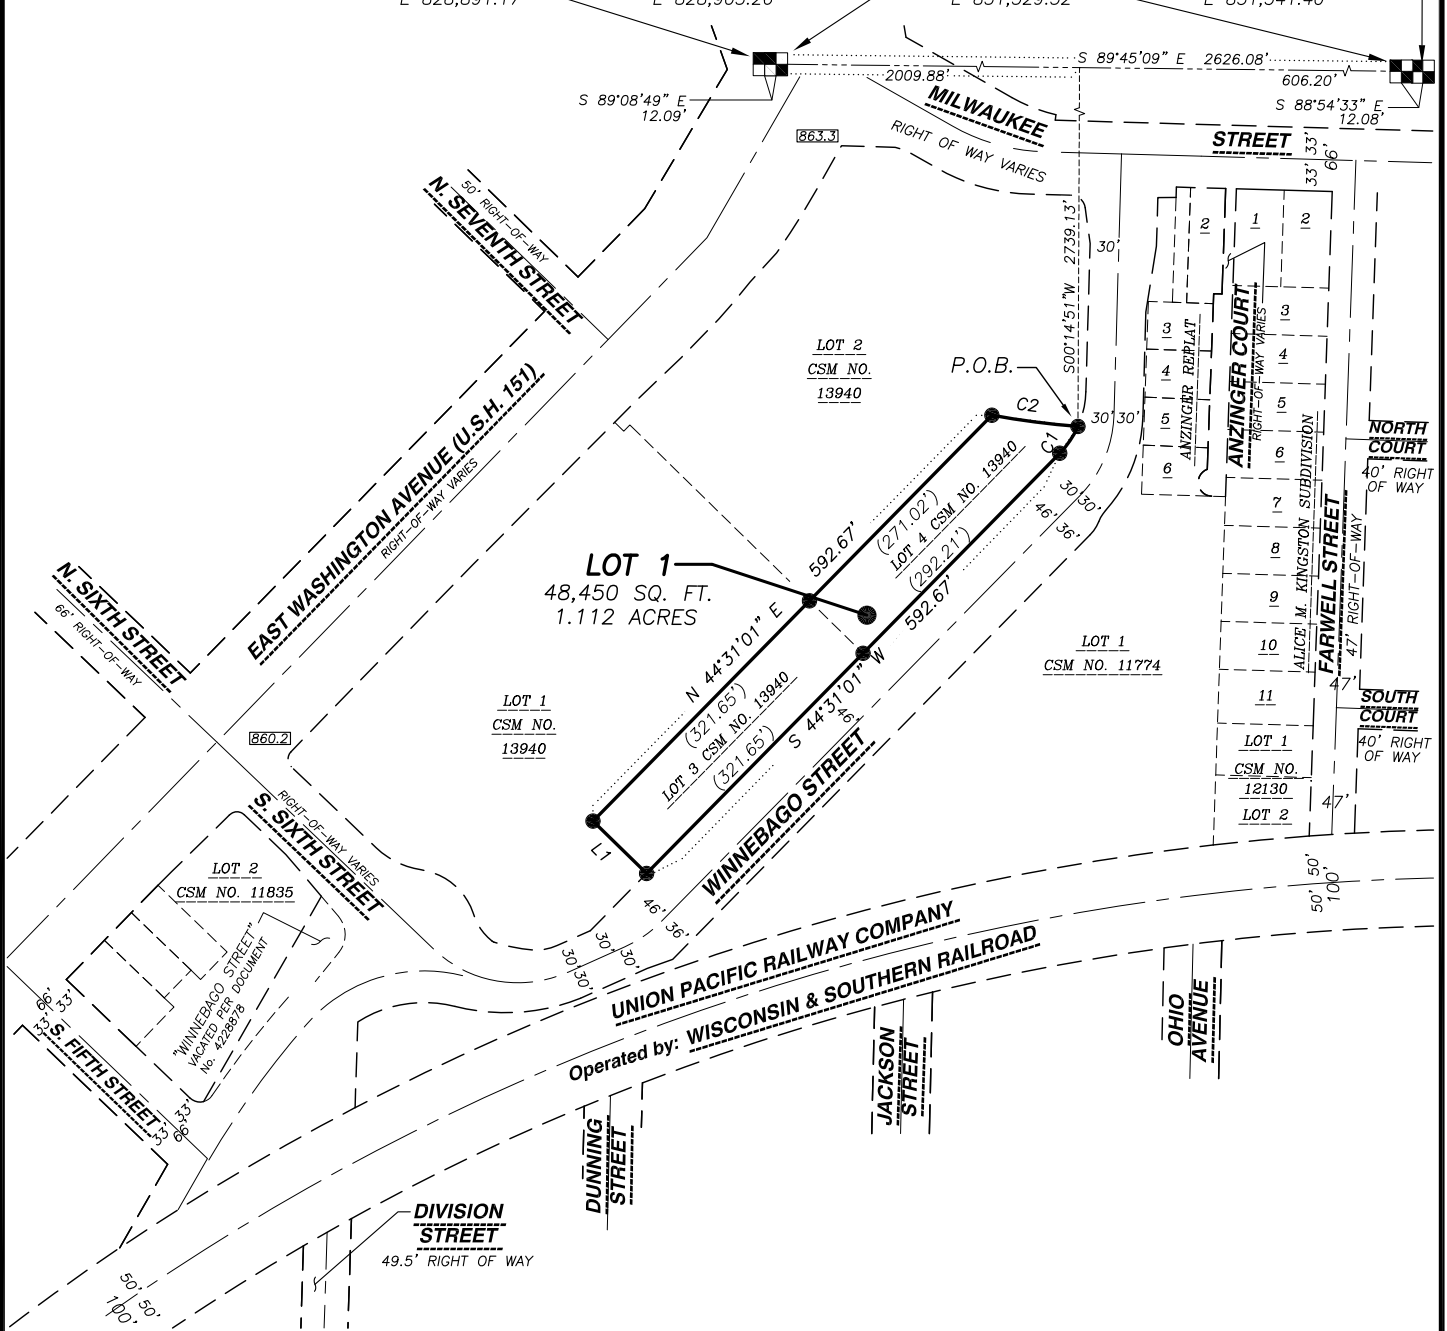 E 828,891.17
E 828,903.26
E 831,529.32
E 831,541.40
S 89°45'09" E 2626.08'
2009.88'
606.20'
S 89°08'49" E
12.09'
S 88°54'33" E
12.08'
MILWAUKEE
STREET
RIGHT OF WAY VARIES
33' 33'
66'
863.3
N. SEVENTH STREET
50' RIGHT-OF-WAY
S00°14'51"W 2739.13'
30'
2
1
2
3
3
4
4
5
5
6
6
7
8
9
10
11
ANZINGER REPLAT
ANZINGER COURT
RIGHT-OF-WAY VARIES
ALICE M. KINGSTON SUBDIVISION
FARWELL STREET
47' RIGHT-OF-WAY
NORTH
COURT
40' RIGHT
OF WAY
LOT 2
CSM NO.
13940
P.O.B.
C2
C1
30' 30'
30' 30'
46' 36'
EAST WASHINGTON AVENUE (U.S.H. 151)
RIGHT-OF-WAY VARIES
592.67'
(271.02')
LOT 4 CSM NO. 13940
(292.21')
592.67'
LOT 1
48,450 SQ. FT.
1.112 ACRES
N. SIXTH STREET
66' RIGHT-OF-WAY
N 44°31'01" E
(321.65')
LOT 3 CSM NO. 13940
(321.65')
S 44°31'01" W
46'
LOT 1
CSM NO. 11774
LOT 1
CSM NO.
13940
47'
SOUTH
COURT
40' RIGHT
OF WAY
LOT 1
CSM NO.
12130
LOT 2
47'
860.2
S. SIXTH STREET
RIGHT-OF-WAY VARIES
WINNEBAGO STREET
L1
LOT 2
CSM NO. 11835
"WINNEBAGO STREET"
VACATED PER DOCUMENT
No. 4228878
46' 36'
30' 30'
30' 30'
50' 50'
100'
UNION PACIFIC RAILWAY COMPANY
Operated by: WISCONSIN & SOUTHERN RAILROAD
66'
33' 33'
S FIFTH STREET
33' 33'
66'
OHIO
AVENUE
JACKSON
STREET
DUNNING
STREET
DIVISION
STREET
49.5' RIGHT OF WAY
50' 50'
100'